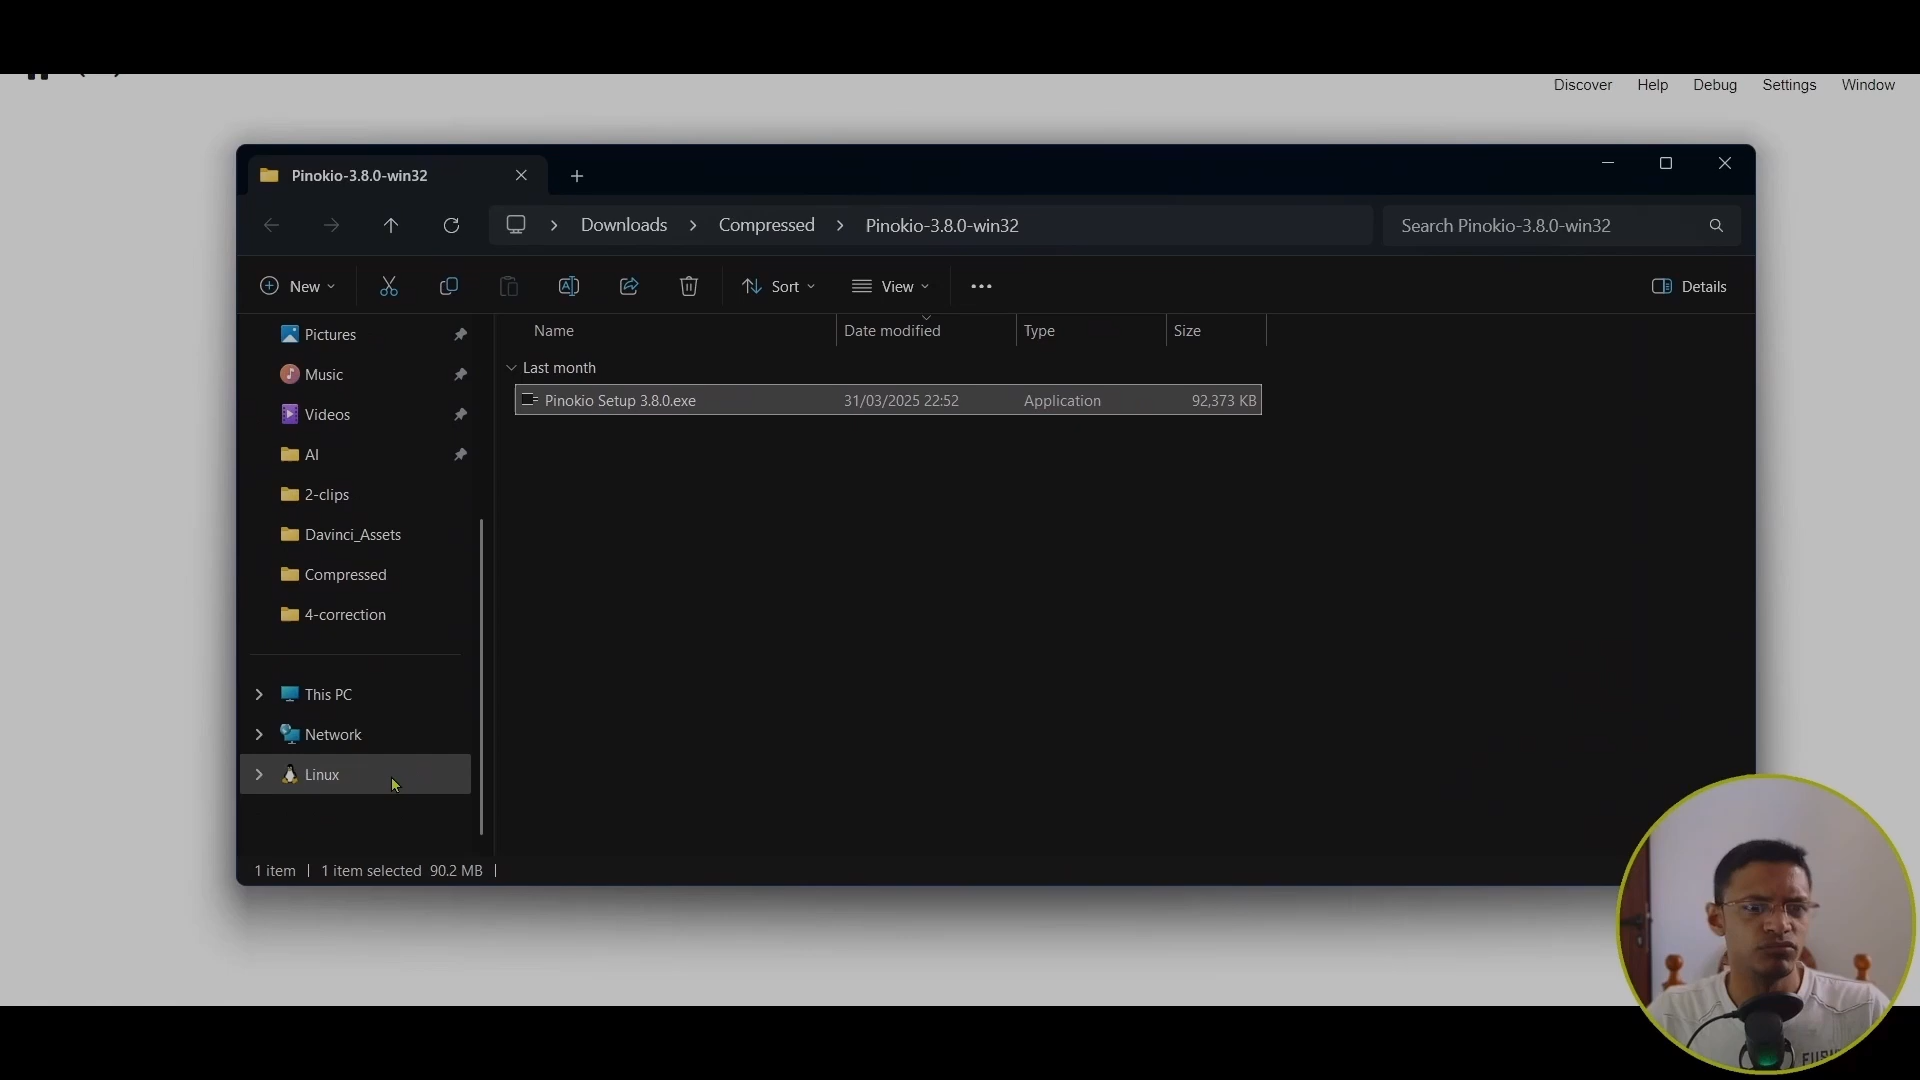 Discover Help Debug Settings Window
Pinokio-3.8.0-win32
Downloads Compressed Pinokio-3.8.0-win32 Search Pinokio-3.8.0-win32
New Sort View Details
Name Date modified Type Size
Pictures
Last month
Music
Pinokio Setup 3.8.0.exe 31/03/2025 22:52 Application 92,373 KB
Videos
AI
2-clips
Davinci_Assets
Compressed
4-correction
This PC
Network
Linux
1 item 1 item selected 90.2 MB